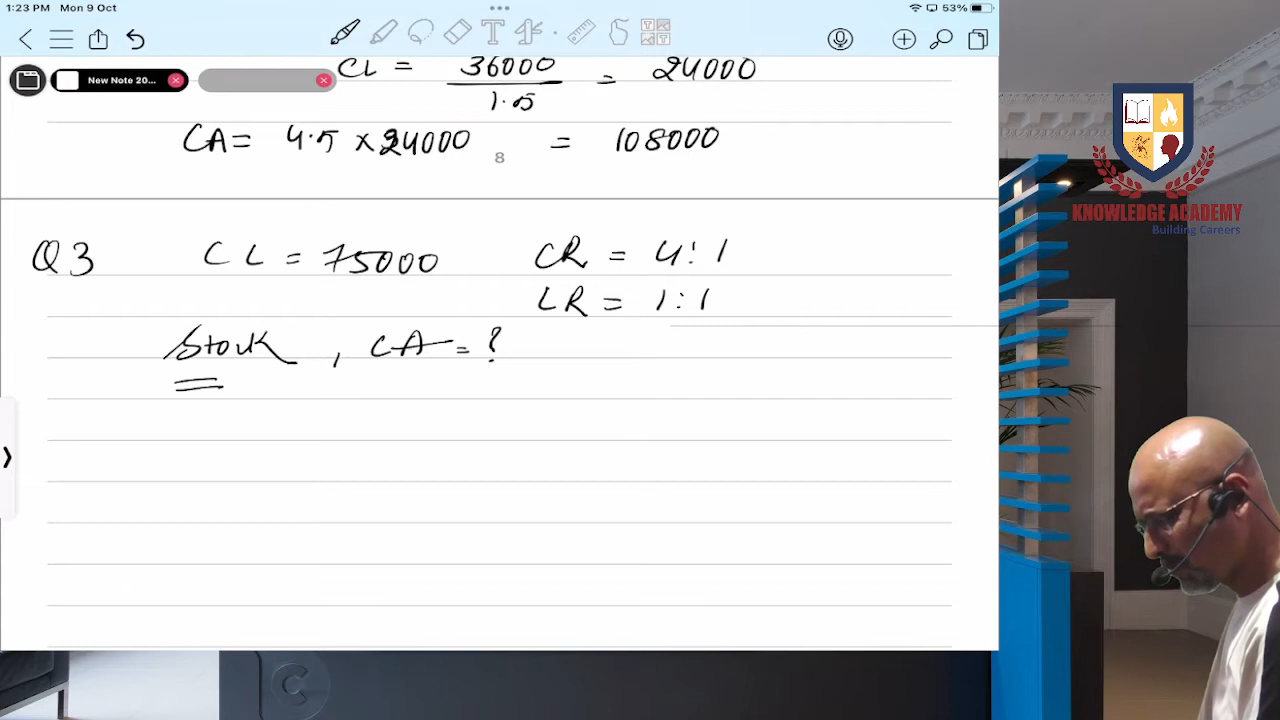 1:23 PM Mon 9 Oct
53%
New Note 20...
CL = 36000 / 1.5 = 24000
CA = 4.5 × 24000 = 108000
8
Q3 CL = 75000 CR = 4:1
LR = 1:1
Stock, CA = ?
KNOWLEDGE ACADEMY
Building Careers